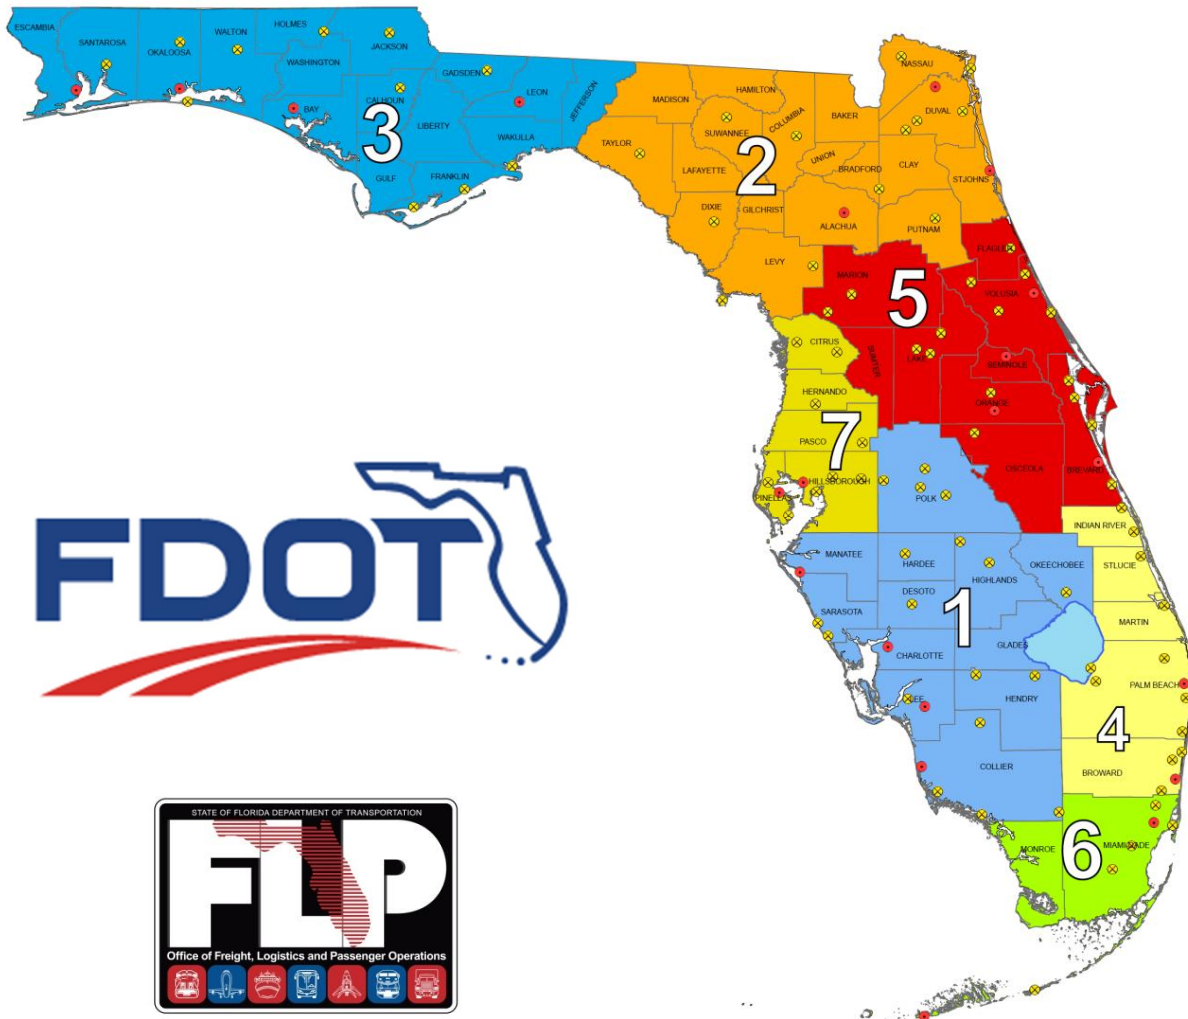 ESCAMBIA
SANTAROSA
OKALOOSA
WALTON
HOLMES
WASHINGTON
JACKSON
BAY
CALHOUN
3
GULF
GADSDEN
LIBERTY
FRANKLIN
LEON
WAKULLA
JEFFERSON
MADISON
HAMILTON
TAYLOR
SUWANNEE
COLUMBIA
BAKER
NASSAU
DUVAL
LAFAYETTE
2
UNION
BRADFORD
CLAY
STJOHNS
DIXIE
GILCHRIST
ALACHUA
PUTNAM
LEVY
FLAGLER
MARION
5
VOLUSIA
CITRUS
SUMTER
LAKE
SEMINOLE
HERNANDO
ORANGE
PASCO
7
OSCEOLA
BREVARD
PINELLAS
HILLSBOROUGH
POLK
INDIAN RIVER
MANATEE
HARDEE
HIGHLANDS
OKEECHOBEE
STLUCIE
SARASOTA
DESOTO
1
MARTIN
CHARLOTTE
GLADES
LEE
HENDRY
PALM BEACH
4
COLLIER
BROWARD
MONROE
6
FDOT
STATE OF FLORIDA DEPARTMENT OF TRANSPORTATION
FLP
Office of Freight, Logistics and Passenger Operations